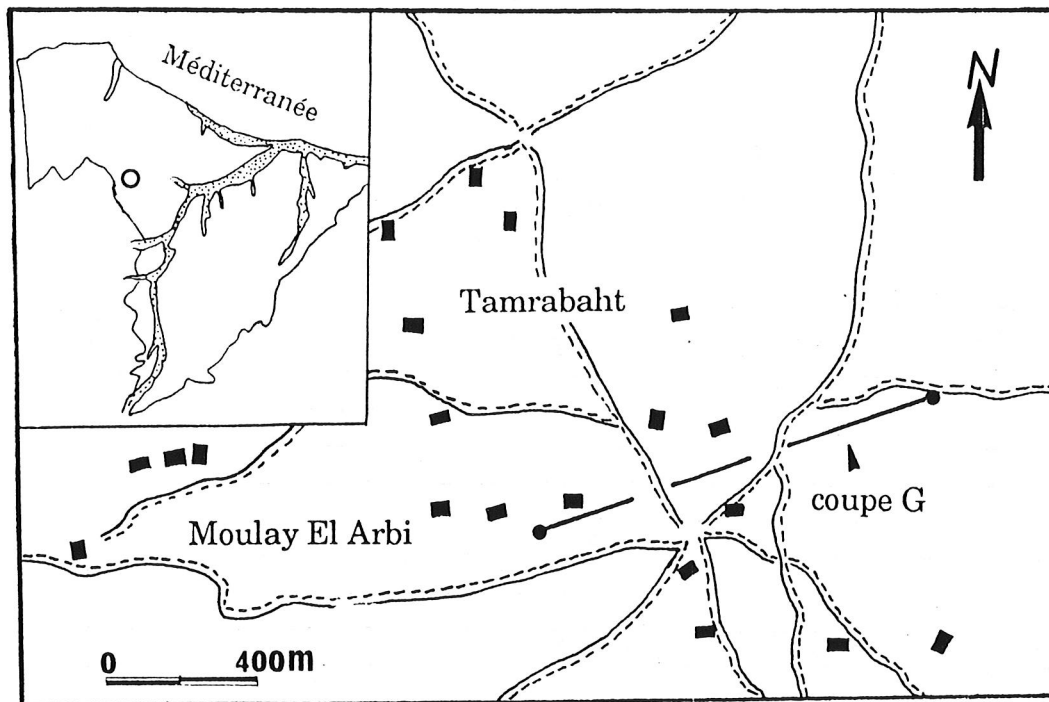 Méditerranée
N
Tamrabaht
coupe G
Moulay El Arbi
0 400m